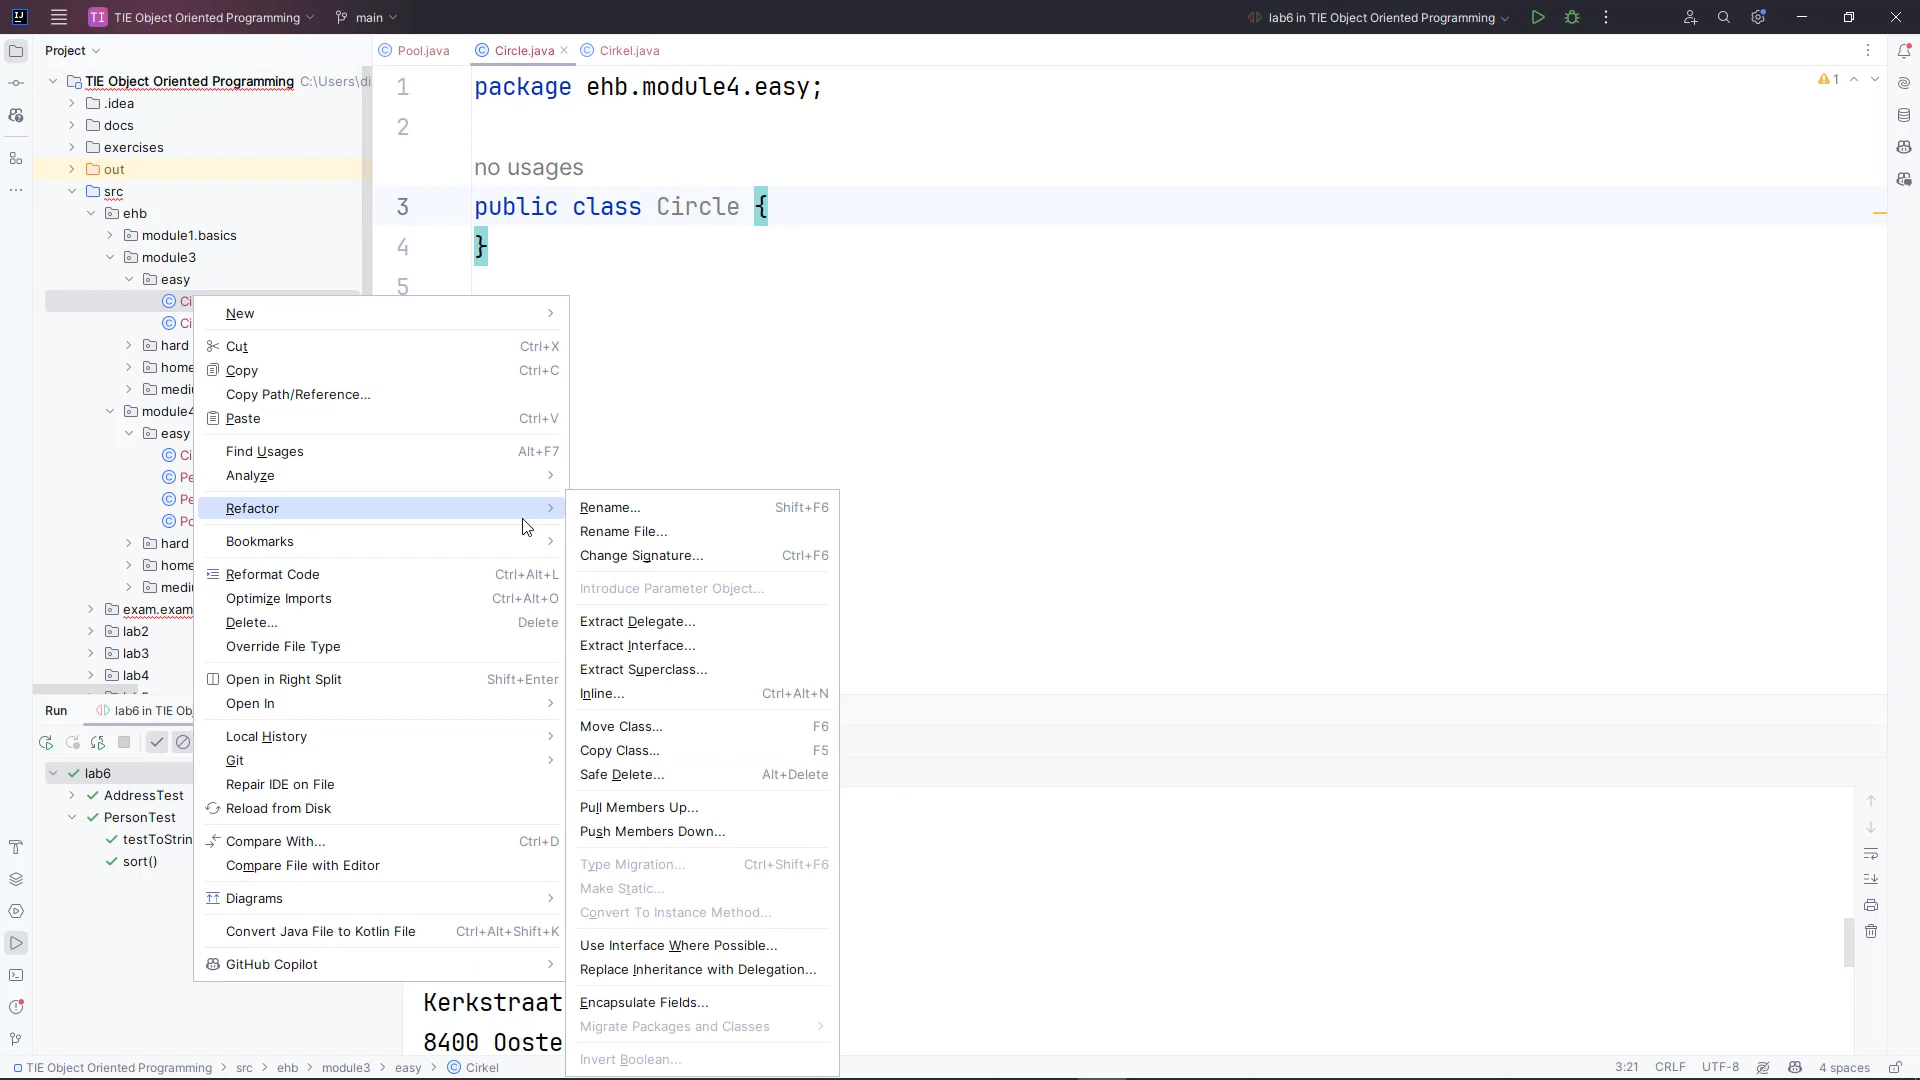 IJ
TI TIE Object Oriented Programming
main
lab6 in TIE Object Oriented Programming
Project
Pool.java
Circle.java
Cirkel.java
TIE Object Oriented Programming C:\Users\di
.idea
docs
exercises
out
src
ehb
module1.basics
module3
easy
Ci
Ci
hard
home
medi
module4
easy
Ci
Pe
Pe
Po
hard
home
medi
exam.exam
lab2
lab3
lab4
1 package ehb.module4.easy;
2
no usages
3 public class Circle {
4 }
5
1
New
Cut Ctrl+X
Copy Ctrl+C
Copy Path/Reference...
Paste Ctrl+V
Find Usages Alt+F7
Analyze
Refactor
Bookmarks
Reformat Code Ctrl+Alt+L
Optimize Imports Ctrl+Alt+O
Delete... Delete
Override File Type
Open in Right Split Shift+Enter
Open In
Local History
Git
Repair IDE on File
Reload from Disk
Compare With... Ctrl+D
Compare File with Editor
Diagrams
Convert Java File to Kotlin File Ctrl+Alt+Shift+K
GitHub Copilot
Rename... Shift+F6
Rename File...
Change Signature... Ctrl+F6
Introduce Parameter Object...
Extract Delegate...
Extract Interface...
Extract Superclass...
Inline... Ctrl+Alt+N
Move Class... F6
Copy Class... F5
Safe Delete... Alt+Delete
Pull Members Up...
Push Members Down...
Type Migration... Ctrl+Shift+F6
Make Static...
Convert To Instance Method...
Use Interface Where Possible...
Replace Inheritance with Delegation...
Encapsulate Fields...
Migrate Packages and Classes
Invert Boolean...
Run
lab6 in TIE Ob
lab6
AddressTest
PersonTest
testToStrin
sort()
Kerkstraat
8400 Ooste
TIE Object Oriented Programming > src > ehb > module3 > easy > Cirkel
3:21 CRLF UTF-8 4 spaces